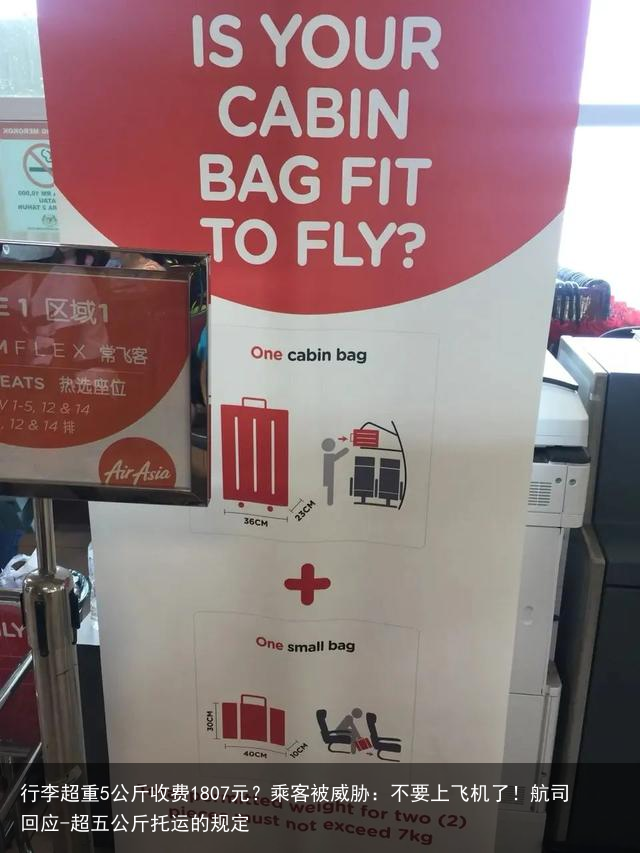 IS YOUR
CABIN
BAG FIT
TO FLY?
E 1 区域1
FLEX 常飞客
EATS 热选座位
1-5, 12 & 14
, 12 & 14 排
AirAsia
One cabin bag
36CM
23CM
One small bag
30CM
40CM
10CM
weight for two (2)
must not exceed 7kg
行李超重5公斤收费1807元？乘客被威胁：不要上飞机了！航司
回应-超五公斤托运的规定